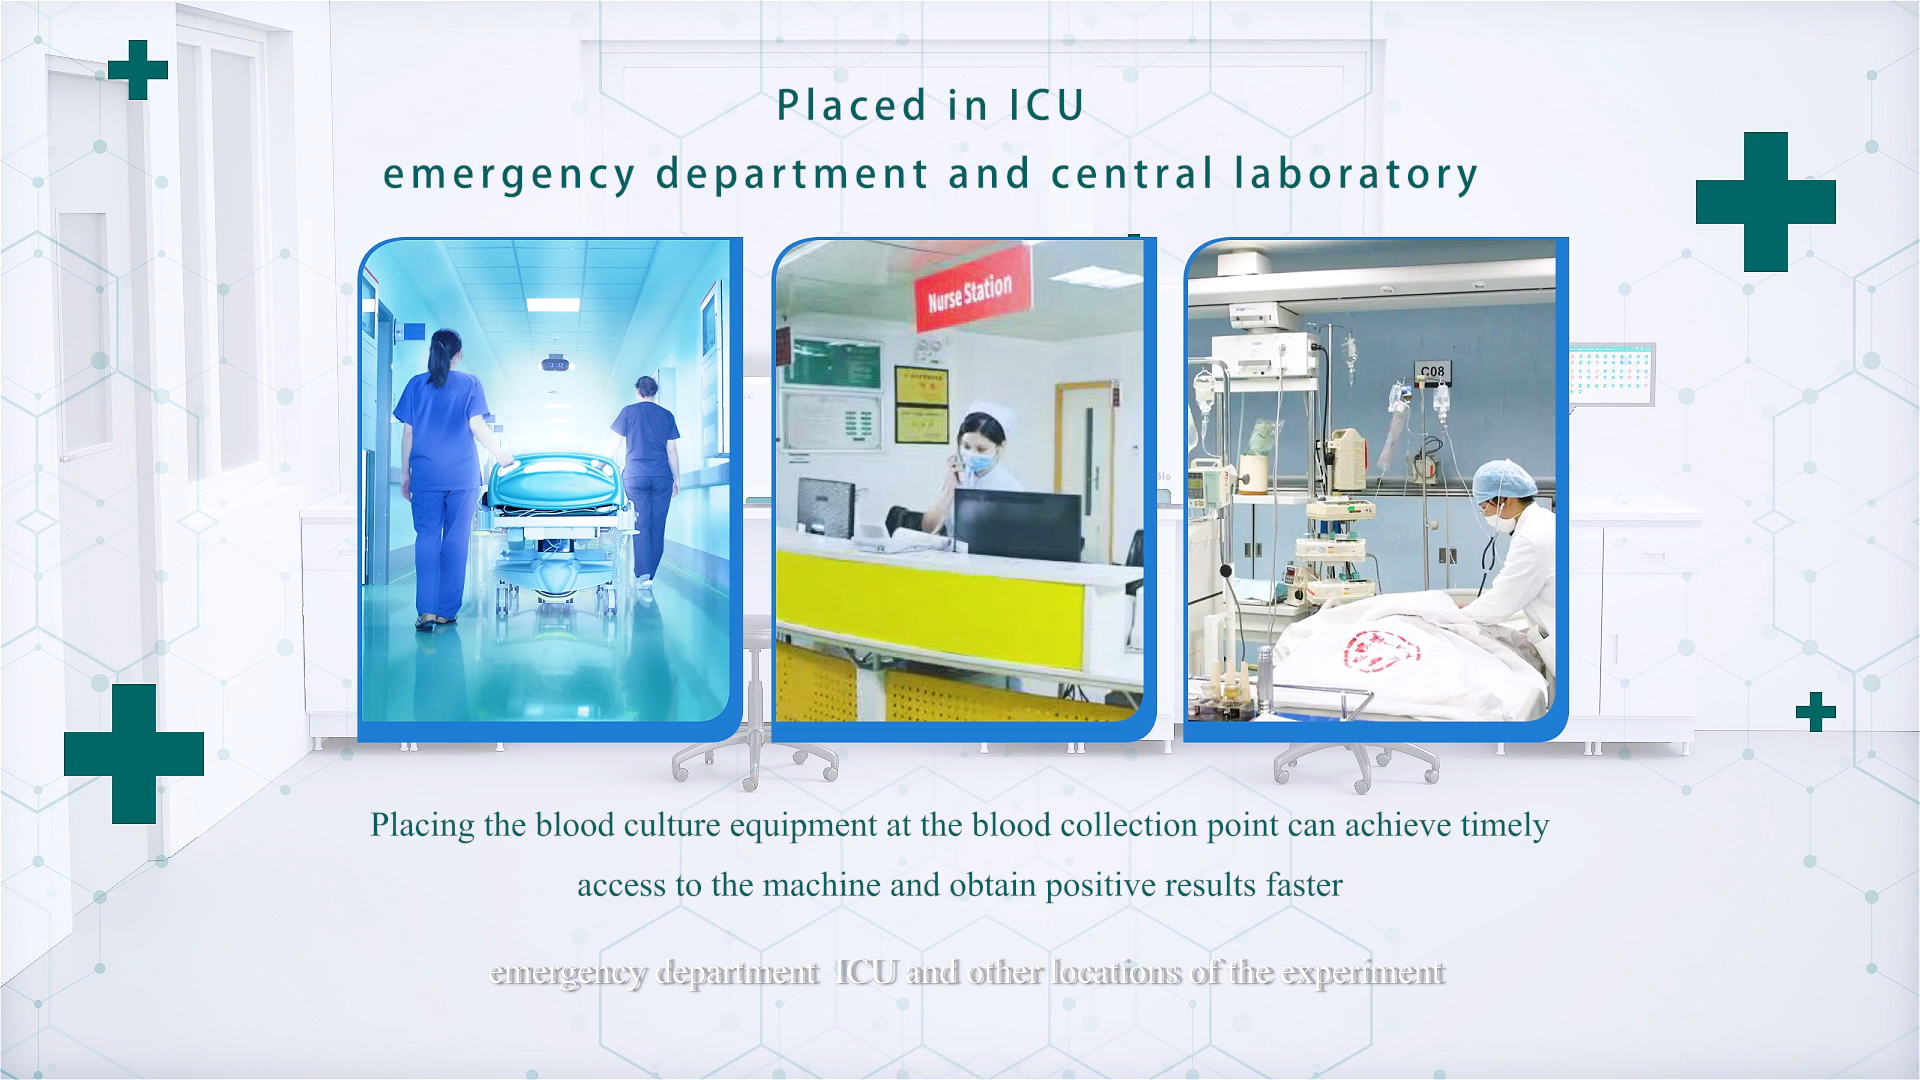 Placed in ICU
emergency department and central laboratory
Nurse Station
C08
Placing the blood culture equipment at the blood collection point can achieve timely
access to the machine and obtain positive results faster
emergency department ICU and other locations of the experiment